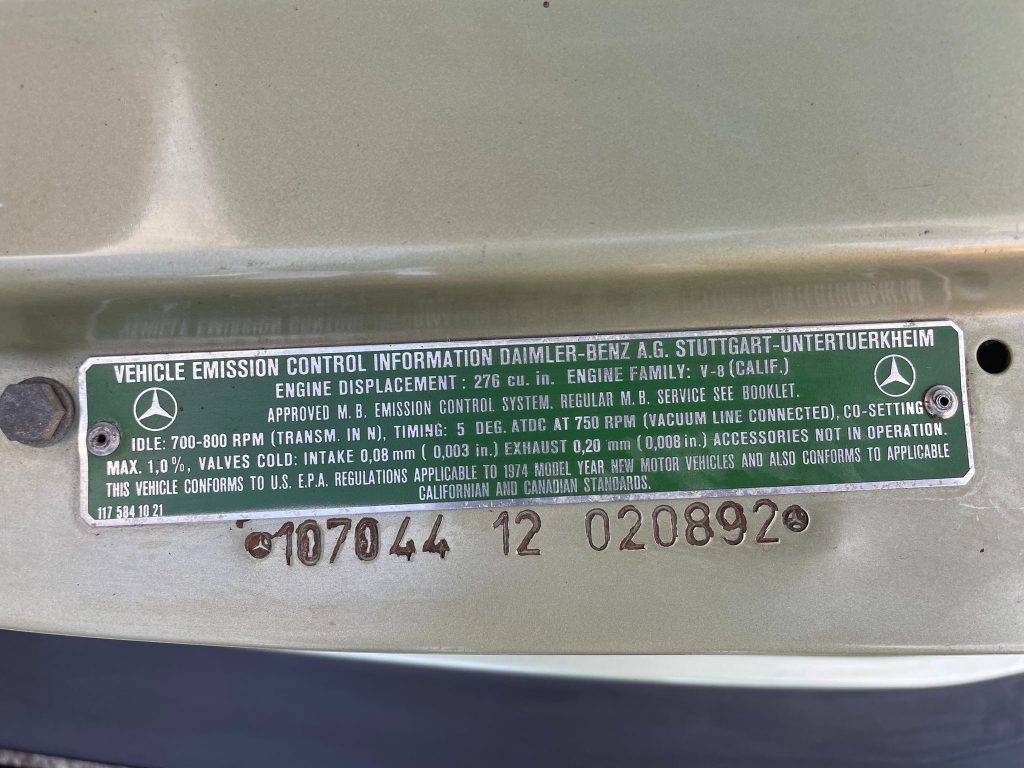 VEHICLE EMISSION CONTROL INFORMATION DAIMLER-BENZ A.G. STUTTGART-UNTERTUERKHEIM
ENGINE DISPLACEMENT : 276 cu. in. ENGINE FAMILY: V-8 (CALIF.)
APPROVED M.B. EMISSION CONTROL SYSTEM. REGULAR M.B. SERVICE SEE BOOKLET.
IDLE: 700-800 RPM (TRANSM. IN N), TIMING: 5 DEG. ATDC AT 750 RPM (VACUUM LINE CONNECTED), CO-SETTING
MAX. 1,0%, VALVES COLD: INTAKE 0,08 mm ( 0,003 in.) EXHAUST 0,20 mm (0,008 in.) ACCESSORIES NOT IN OPERATION.
THIS VEHICLE CONFORMS TO U.S. E.P.A. REGULATIONS APPLICABLE TO 1974 MODEL YEAR NEW MOTOR VEHICLES AND ALSO CONFORMS TO APPLICABLE
CALIFORNIAN AND CANADIAN STANDARDS.
117 584 10 21
107044 12 020892